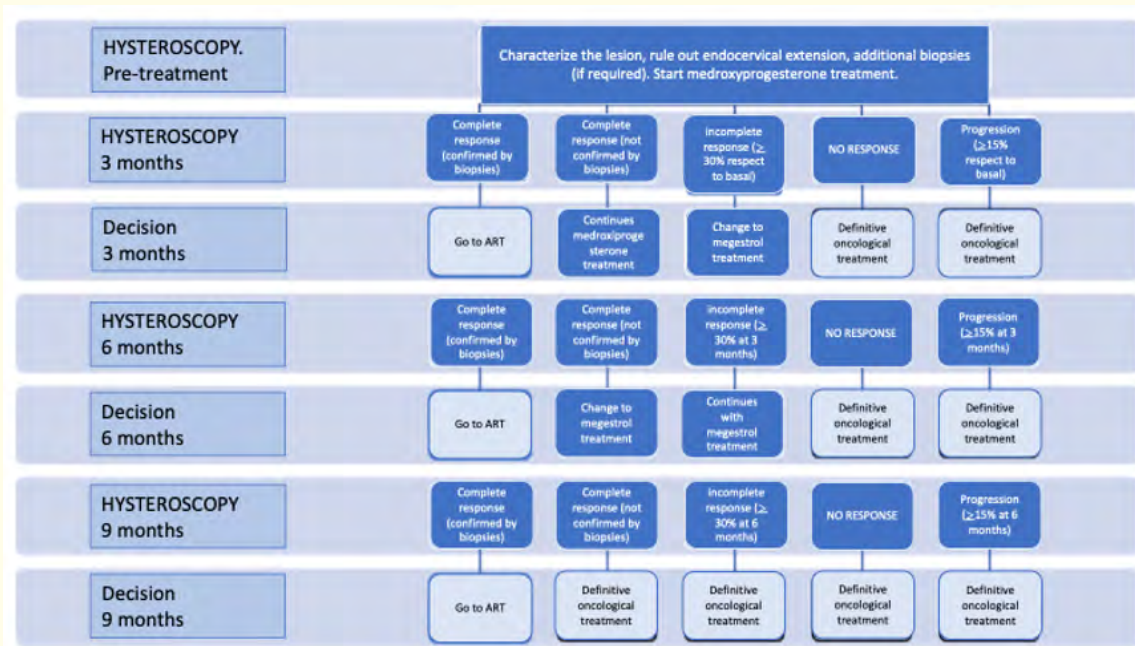 HYSTEROSCOPY.
Pre-treatment
Characterize the lesion, rule out endocervical extension, additional biopsies
(if required). Start medroxyprogesterone treatment.
HYSTEROSCOPY
3 months
Complete
response
(confirmed by
biopsies)
Complete
response (not
confirmed by
biopsies)
incomplete
response (≥
30% respect
to basal)
NO RESPONSE
Progression
(≥15%
respect to
basal)
Decision
3 months
Go to ART
Continues
medroxiproge
sterone
treatment
Change to
megestrol
treatment
Definitive
oncological
treatment
Definitive
oncological
treatment
HYSTEROSCOPY
6 months
Complete
response
(confirmed by
biopsies)
Complete
response (not
confirmed by
biopsies)
incomplete
response (≥
30% at 3
months)
NO RESPONSE
Progression
(≥15% at 3
months)
Decision
6 months
Go to ART
Change to
megestrol
treatment
Continues
with
megestrol
treatment
Definitive
oncological
treatment
Definitive
oncological
treatment
HYSTEROSCOPY
9 months
Complete
response
(confirmed by
biopsies)
Complete
response (not
confirmed by
biopsies)
incomplete
response (≥
30% at 6
months)
NO RESPONSE
Progression
(≥15% at 6
months)
Decision
9 months
Go to ART
Definitive
oncological
treatment
Definitive
oncological
treatment
Definitive
oncological
treatment
Definitive
oncological
treatment